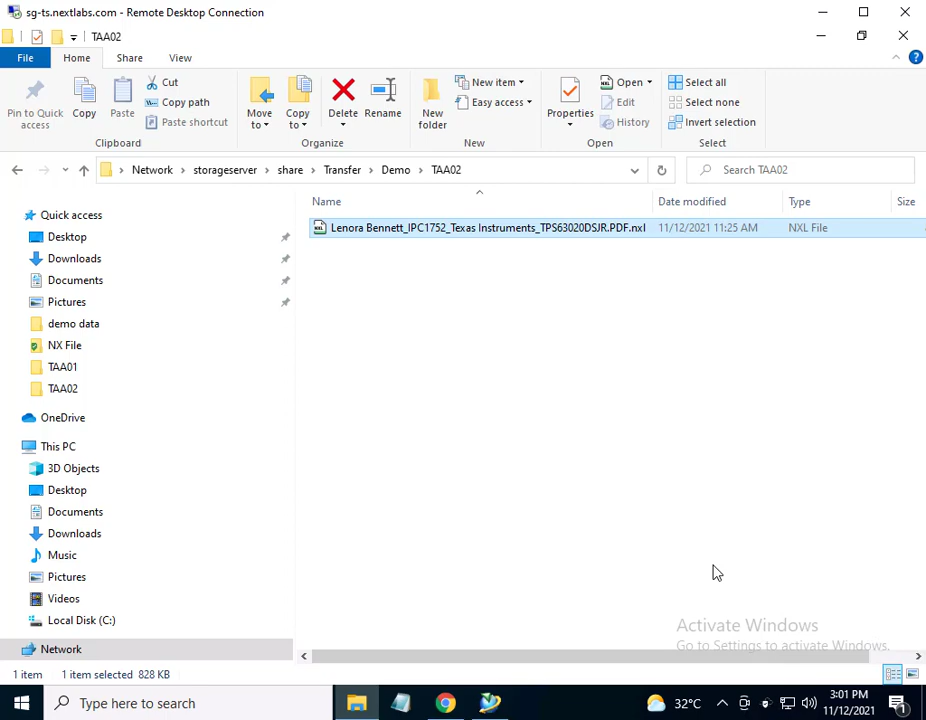 sg-ts.nextlabs.com - Remote Desktop Connection
TAA02
File Home Share View
Pin to Quick access
Copy
Paste
Cut
Copy path
Paste shortcut
Clipboard
Move to
Copy to
Delete
Rename
Organize
New folder
New item
Easy access
New
Properties
Open
Edit
History
Open
Select all
Select none
Invert selection
Select
Network storageserver share Transfer Demo TAA02
Search TAA02
Name Date modified Type Size
Lenora Bennett_IPC1752_Texas Instruments_TPS63020DSJR.PDF.nxl 11/12/2021 11:25 AM NXL File
Quick access
Desktop
Downloads
Documents
Pictures
demo data
NX File
TAA01
TAA02
OneDrive
This PC
3D Objects
Desktop
Documents
Downloads
Music
Pictures
Videos
Local Disk (C:)
Network
Activate Windows
Go to Settings to activate Windows.
1 item 1 item selected 828 KB
Type here to search
32°C
3:01 PM
11/12/2021
1